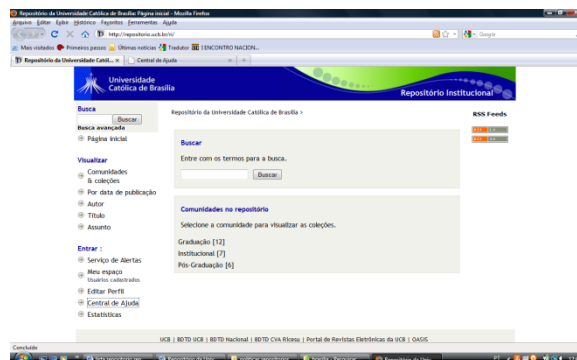 Repositório da Universidade Católica de Brasília: Página inicial - Mozilla Firefox
Arquivo Editar Exibir Histórico Favoritos Ferramentas Ajuda
http://repositorio.ucb.br/
Google
Mais visitados Primeiros passos Últimas notícias Tradutor I ENCONTRO NACION...
Repositório da Universidade Catól... Central de Ajuda
Universidade
Católica de Brasília
Repositório Institucional
Busca
Buscar
Busca avançada
Página inicial
Visualizar
Comunidades
& coleções
Por data de publicação
Autor
Título
Assunto
Entrar :
Serviço de Alertas
Meu espaço
Usuários cadastrados
Editar Perfil
Central de Ajuda
Estatísticas
Repositório da Universidade Católica de Brasília >
Buscar
Entre com os termos para a busca.
Buscar
Comunidades no repositório
Selecione a comunidade para visualizar as coleções.
Graduação [12]
Institucional [7]
Pós-Graduação [6]
RSS Feeds
UCB | BDTD UCB | BDTD Nacional | BDTD CVA Ricesu | Portal de Revistas Eletrônicas da UCB | OASIS
Concluído
PT